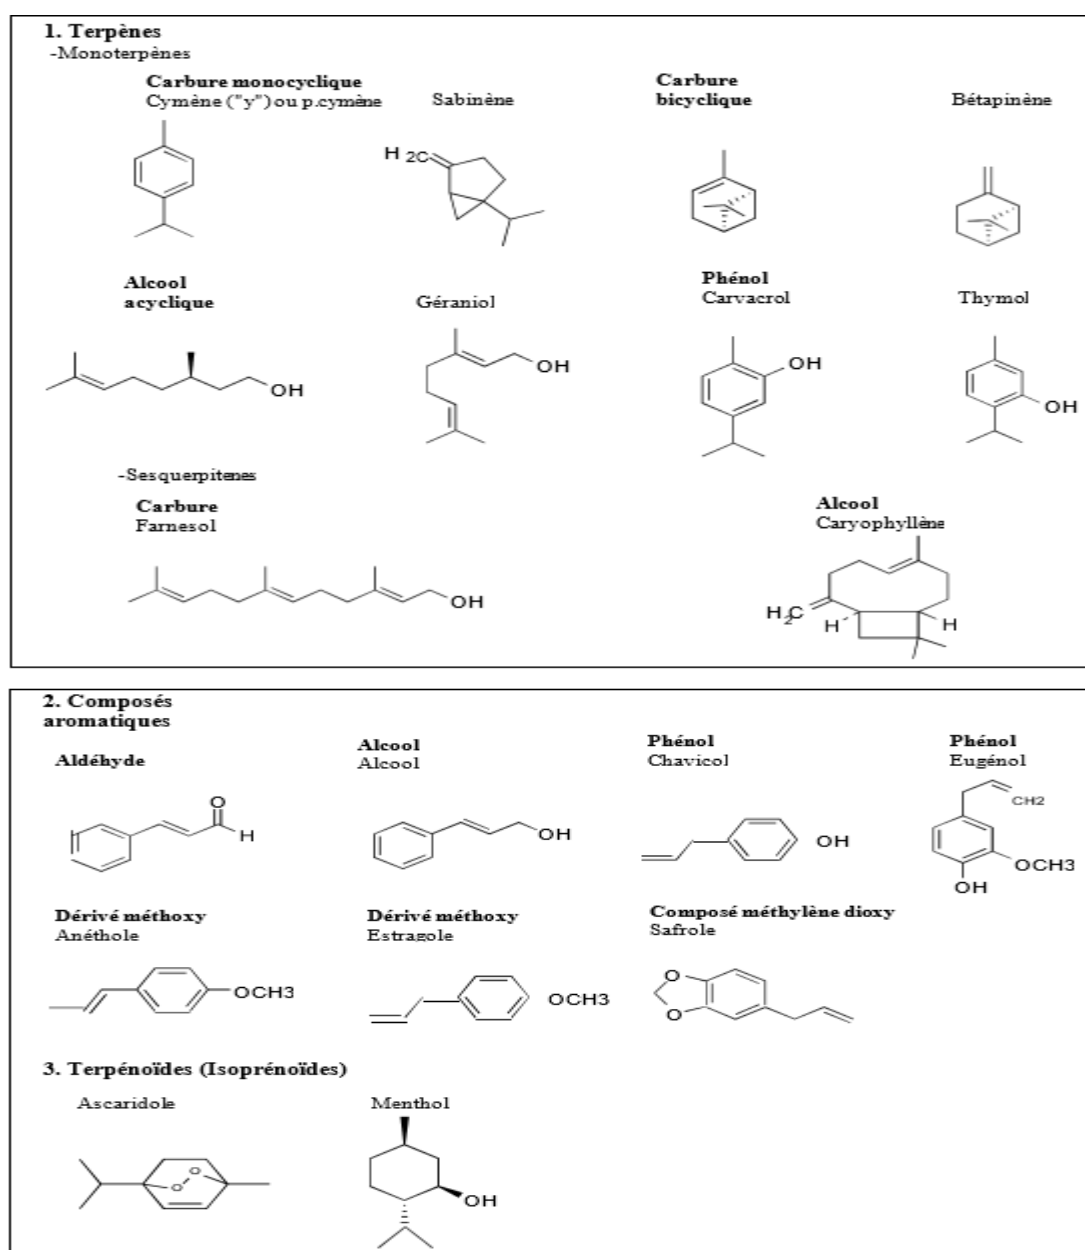 1. Terpènes
-Monoterpènes
Carbure monocyclique
Cymène ("y") ou p.cymène
Sabinène
Carbure
bicyclique
Bétapinène
H 2C
Alcool
acyclique
Géraniol
Phénol
Carvacrol
Thymol
OH
OH
OH
OH
-Sesquerpitenes
Carbure
Farnesol
Alcool
Caryophyllène
OH
H2C
H
H
2. Composés
aromatiques
Aldéhyde
Alcool
Alcool
Phénol
Chavicol
Phénol
Eugénol
O
H
OH
OH
CH2
OCH3
OH
Dérivé méthoxy
Anéthole
Dérivé méthoxy
Estragole
Composé méthylène dioxy
Safrole
OCH3
OCH3
O
O
3. Terpénoïdes (Isoprénoïdes)
Ascaridole
Menthol
O
O
OH